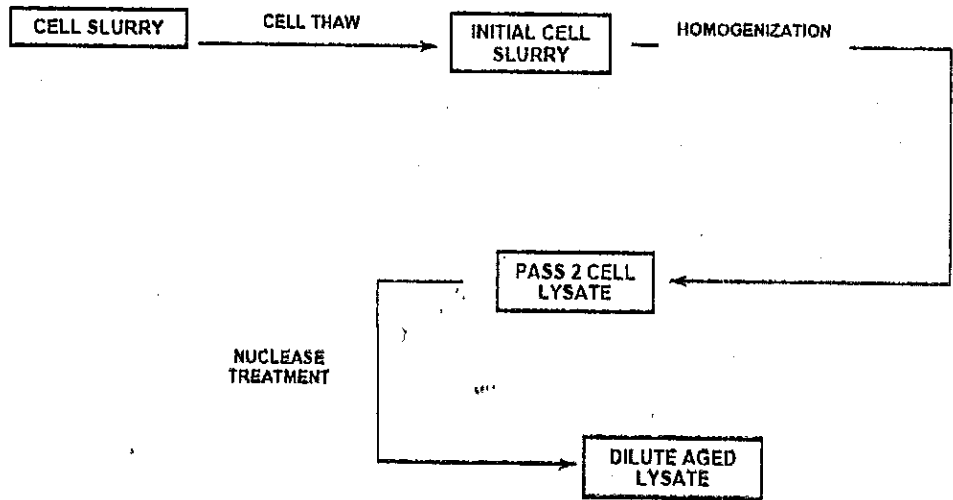 CELL SLURRY
CELL THAW
INITIAL CELL
SLURRY
HOMOGENIZATION
PASS 2 CELL
LYSATE
NUCLEASE
TREATMENT
DILUTE AGED
LYSATE